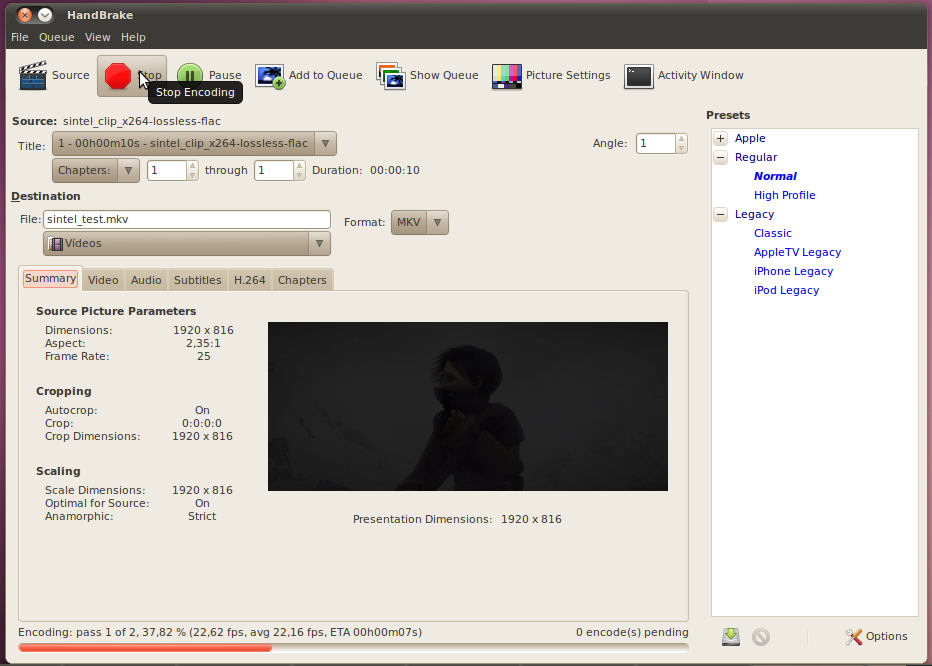 HandBrake
File Queue View Help
Source Stop Pause Add to Queue Show Queue Picture Settings Activity Window
Stop Encoding
Source: sintel_clip_x264-lossless-flac
Title: 1 - 00h00m10s - sintel_clip_x264-lossless-flac Angle: 1
Chapters: 1 through 1 Duration: 00:00:10
Destination
File: sintel_test.mkv Format: MKV
Vídeos
Summary Video Audio Subtitles H.264 Chapters
Source Picture Parameters
Dimensions: 1920 x 816
Aspect: 2,35:1
Frame Rate: 25
Cropping
Autocrop: On
Crop: 0:0:0:0
Crop Dimensions: 1920 x 816
Scaling
Scale Dimensions: 1920 x 816
Optimal for Source: On
Anamorphic: Strict
Presentation Dimensions: 1920 x 816
Encoding: pass 1 of 2, 37,82 % (22,62 fps, avg 22,16 fps, ETA 00h00m07s) 0 encode(s) pending
Presets
Apple
Regular
Normal
High Profile
Legacy
Classic
AppleTV Legacy
iPhone Legacy
iPod Legacy
Options